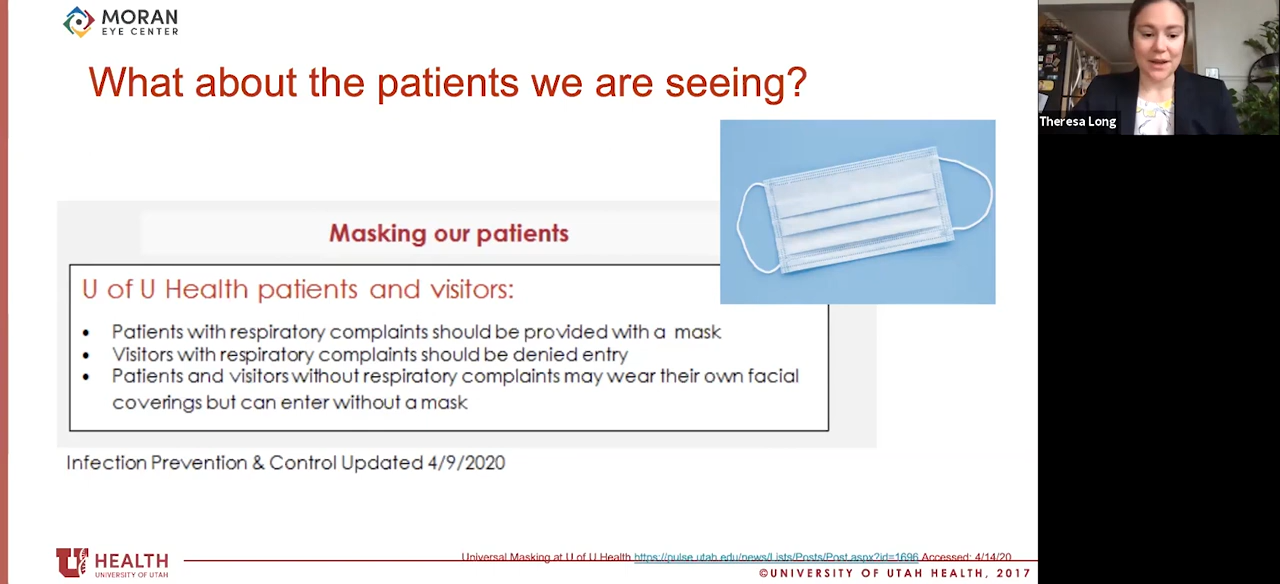 MORAN
EYE CENTER
What about the patients we are seeing?
Theresa Long
Masking our patients
U of U Health patients and visitors:
• Patients with respiratory complaints should be provided with a mask
• Visitors with respiratory complaints should be denied entry
• Patients and visitors without respiratory complaints may wear their own facial
coverings but can enter without a mask
Infection Prevention & Control Updated 4/9/2020
U HEALTH
UNIVERSITY OF UTAH
Universal Masking at U of U Health https://pulse.utah.edu/news/Lists/Posts/Post.aspx?id=1696 Accessed: 4/14/20
©UNIVERSITY OF UTAH HEALTH, 2017